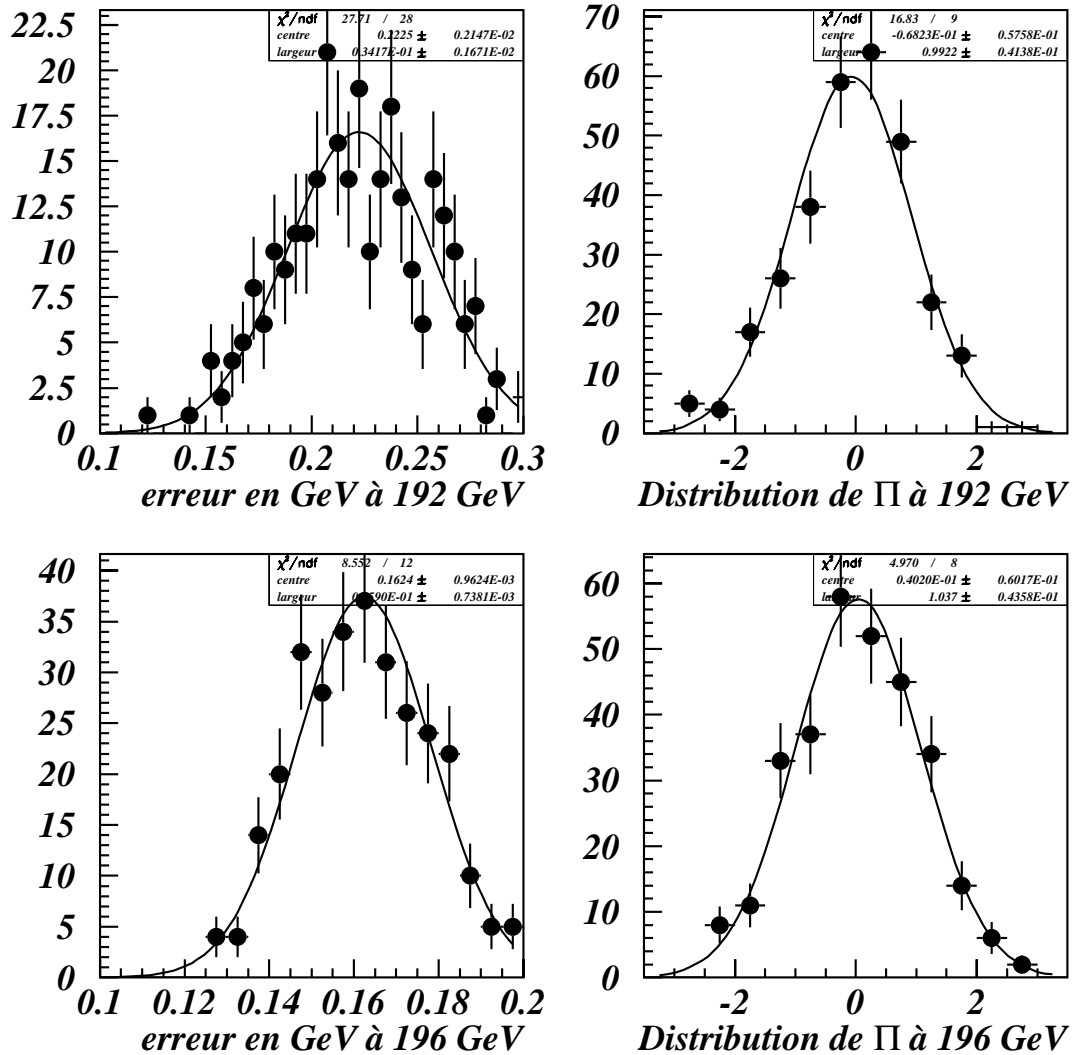 χ²/ndf 27.71 / 28
centre 0.2225 ± 0.2147E-02
largeur 0.3417E-01 ± 0.1671E-02
22.5
20
17.5
15
12.5
10
7.5
5
2.5
0
0.1 0.15 0.2 0.25 0.3
erreur en GeV à 192 GeV
χ²/ndf 16.83 / 9
centre -0.6823E-01 ± 0.5758E-01
largeur 0.9922 ± 0.4138E-01
70
60
50
40
30
20
10
0
-2 0 2
Distribution de Π à 192 GeV
χ²/ndf 8.552 / 12
centre 0.1624 ± 0.9624E-03
largeur ± 0.7381E-03
40
35
30
25
20
15
10
5
0
0.1 0.12 0.14 0.16 0.18 0.2
erreur en GeV à 196 GeV
χ²/ndf 4.970 / 8
centre 0.4020E-01 ± 0.6017E-01
largeur 1.037 ± 0.4358E-01
60
50
40
30
20
10
0
-2 0 2
Distribution de Π à 196 GeV